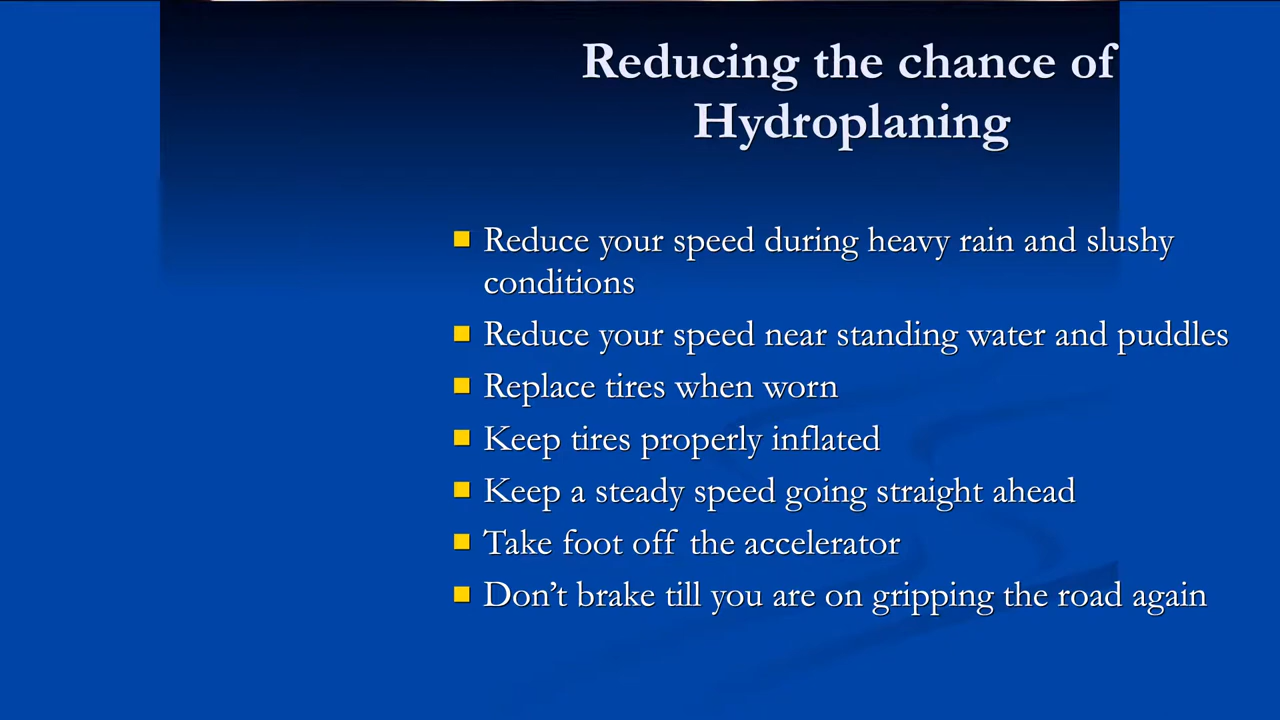 Reducing the chance of
Hydroplaning
Reduce your speed during heavy rain and slushy
conditions
Reduce your speed near standing water and puddles
Replace tires when worn
Keep tires properly inflated
Keep a steady speed going straight ahead
Take foot off the accelerator
Don’t brake till you are on gripping the road again